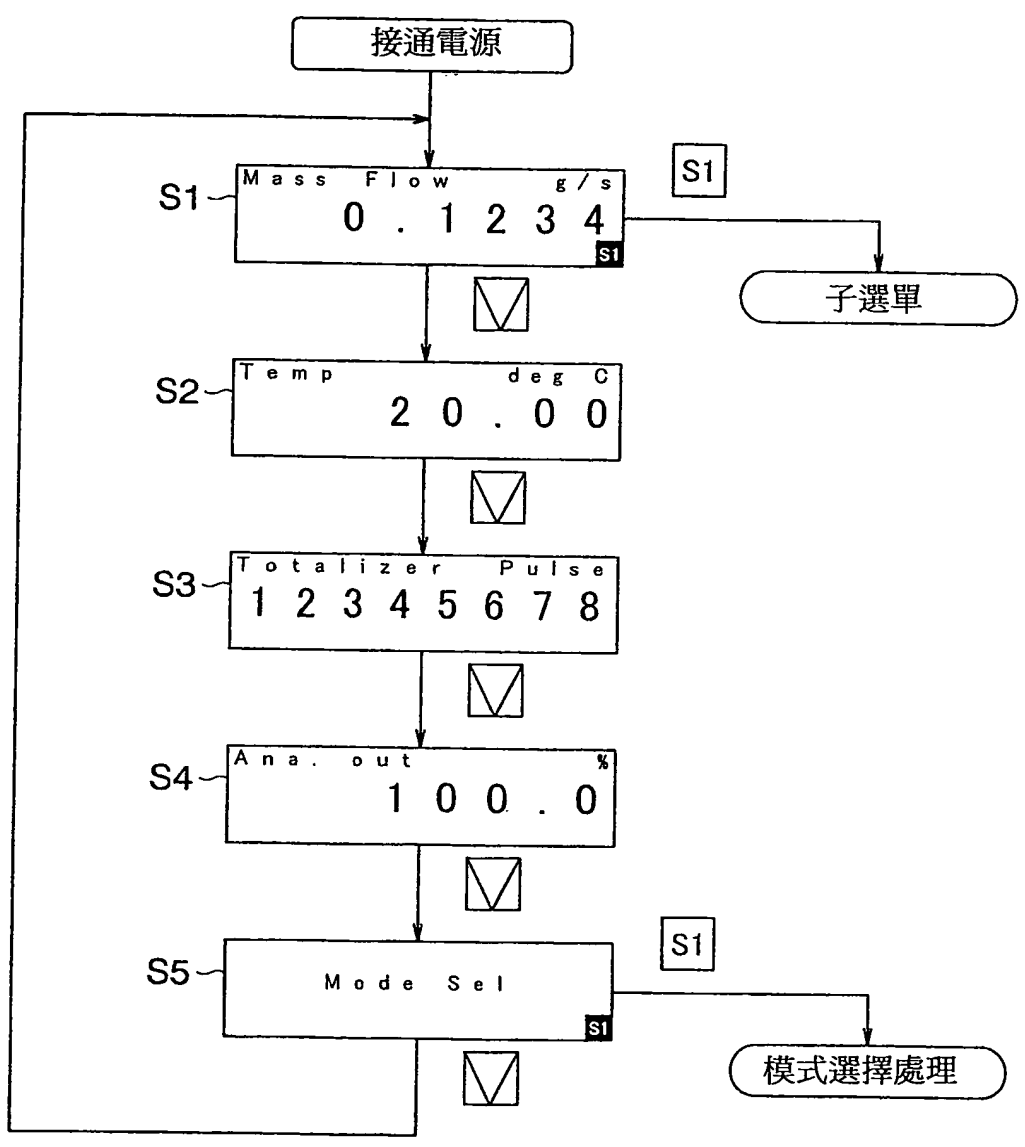 接通電源
S1
Mass Flow g/s
0.1234
S1
S1
子選單
S2
Temp deg C
20.00
S3
Totalizer Pulse
12345678
S4
Ana. out %
100.0
S5
Mode Sel
S1
S1
模式選擇處理